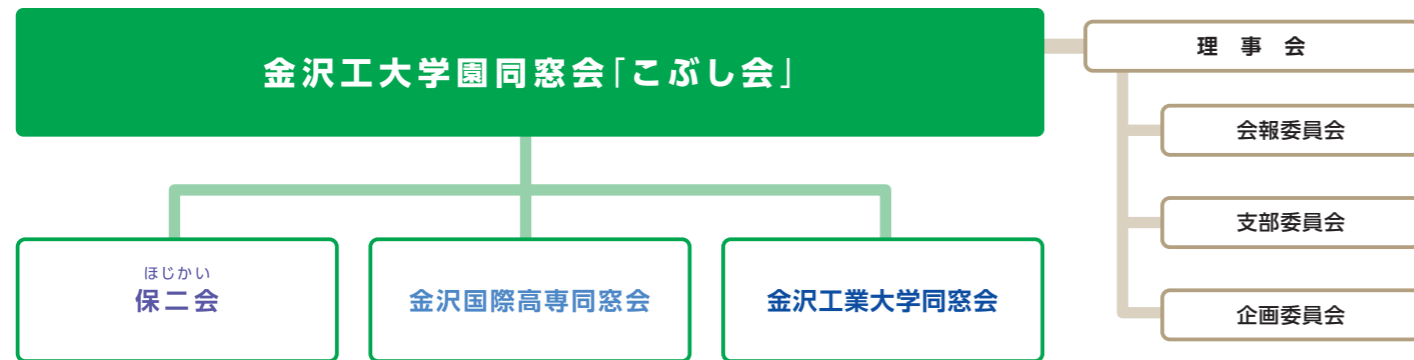 金沢工大学園同窓会「こぶし会」
理 事 会
会報委員会
支部委員会
企画委員会
ほじかい
保二会
金沢国際高専同窓会
金沢工業大学同窓会